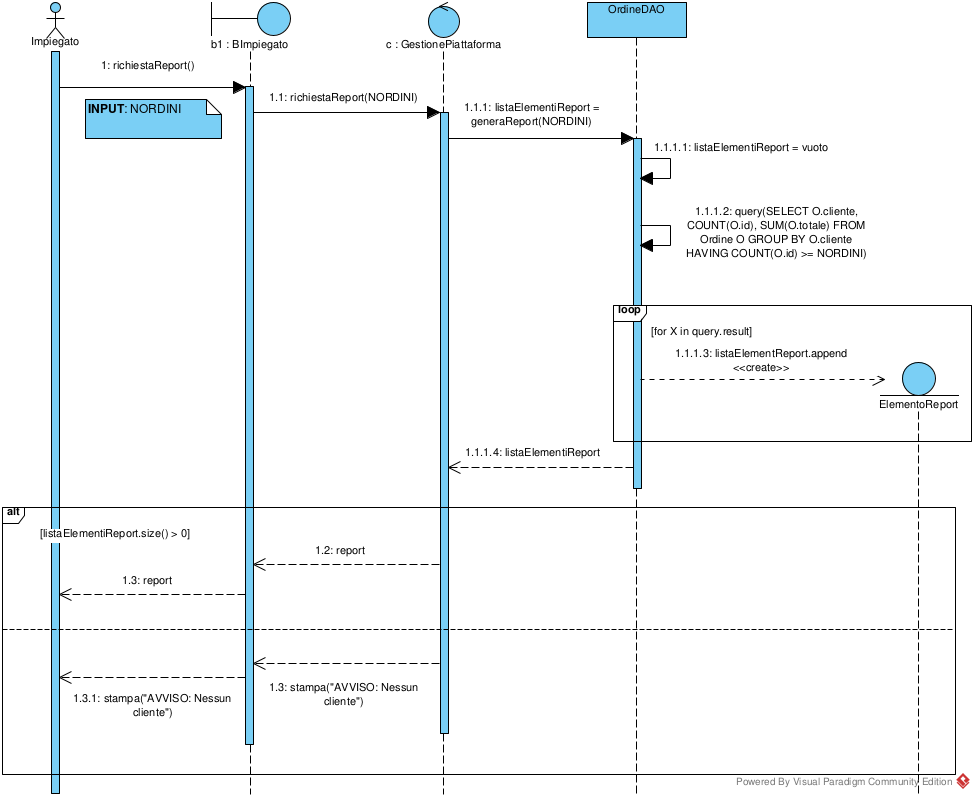 Impiegato
b1 : BImpiegato
c : GestionePiattaforma
OrdineDAO
1: richiestaReport()
INPUT: NORDINI
1.1: richiestaReport(NORDINI)
1.1.1: listaElementiReport =
generaReport(NORDINI)
1.1.1.1: listaElementiReport = vuoto
1.1.1.2: query(SELECT O.cliente,
COUNT(O.id), SUM(O.totale) FROM
Ordine O GROUP BY O.cliente
HAVING COUNT(O.id) >= NORDINI)
loop
[for X in query.result]
1.1.1.3: listaElementReport.append
<<create>>
ElementoReport
1.1.1.4: listaElementiReport
alt
[listaElementiReport.size() > 0]
1.2: report
1.3: report
1.3: stampa("AVVISO: Nessun
cliente")
1.3.1: stampa("AVVISO: Nessun
cliente")
Powered By Visual Paradigm Community Edition